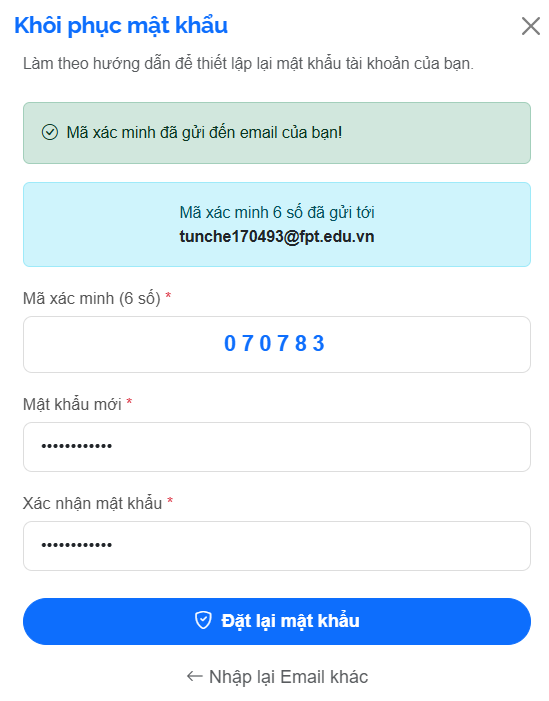 Khôi phục mật khẩu
Làm theo hướng dẫn để thiết lập lại mật khẩu tài khoản của bạn.
Mã xác minh đã gửi đến email của bạn!
Mã xác minh 6 số đã gửi tới
tunche170493@fpt.edu.vn
Mã xác minh (6 số) *
070783
Mật khẩu mới *
••••••••••••
Xác nhận mật khẩu *
••••••••••••
Đặt lại mật khẩu
← Nhập lại Email khác